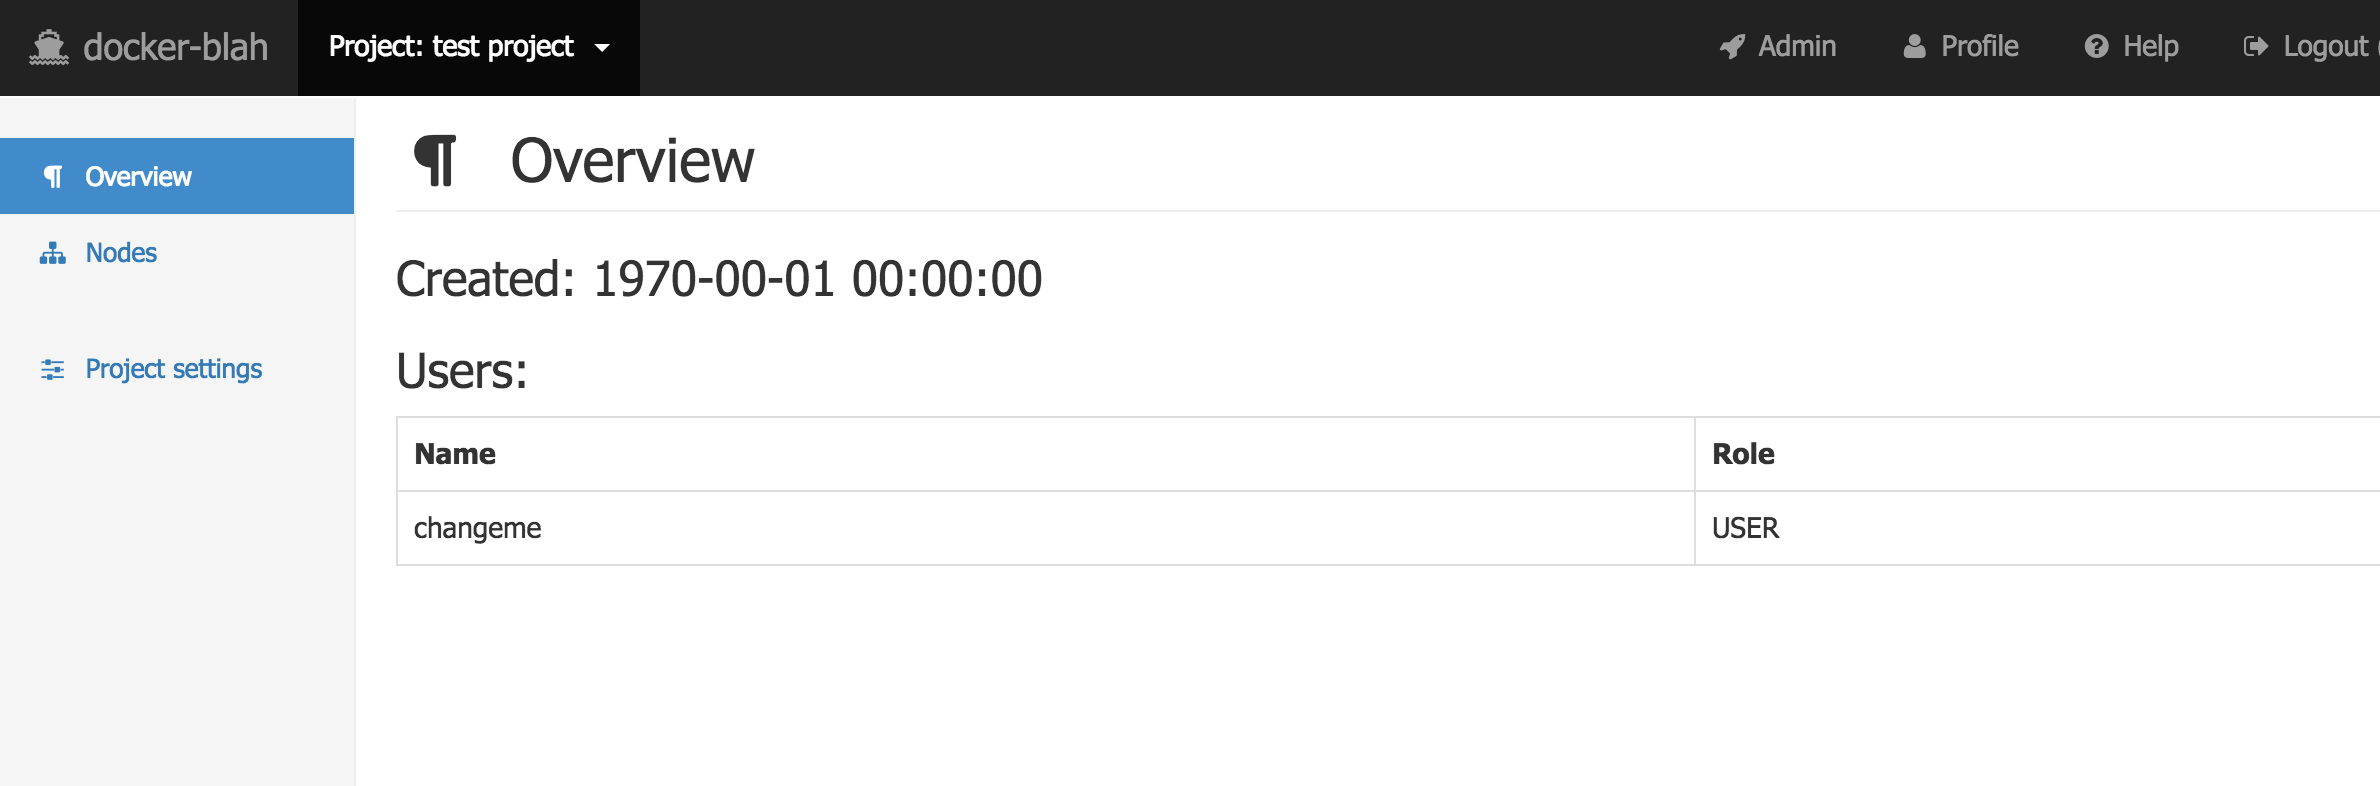 docker-blah Project: test project Admin Profile Help Logout
Overview
Nodes
Project settings
Overview
Created: 1970-00-01 00:00:00
Users:
Name Role
changeme USER